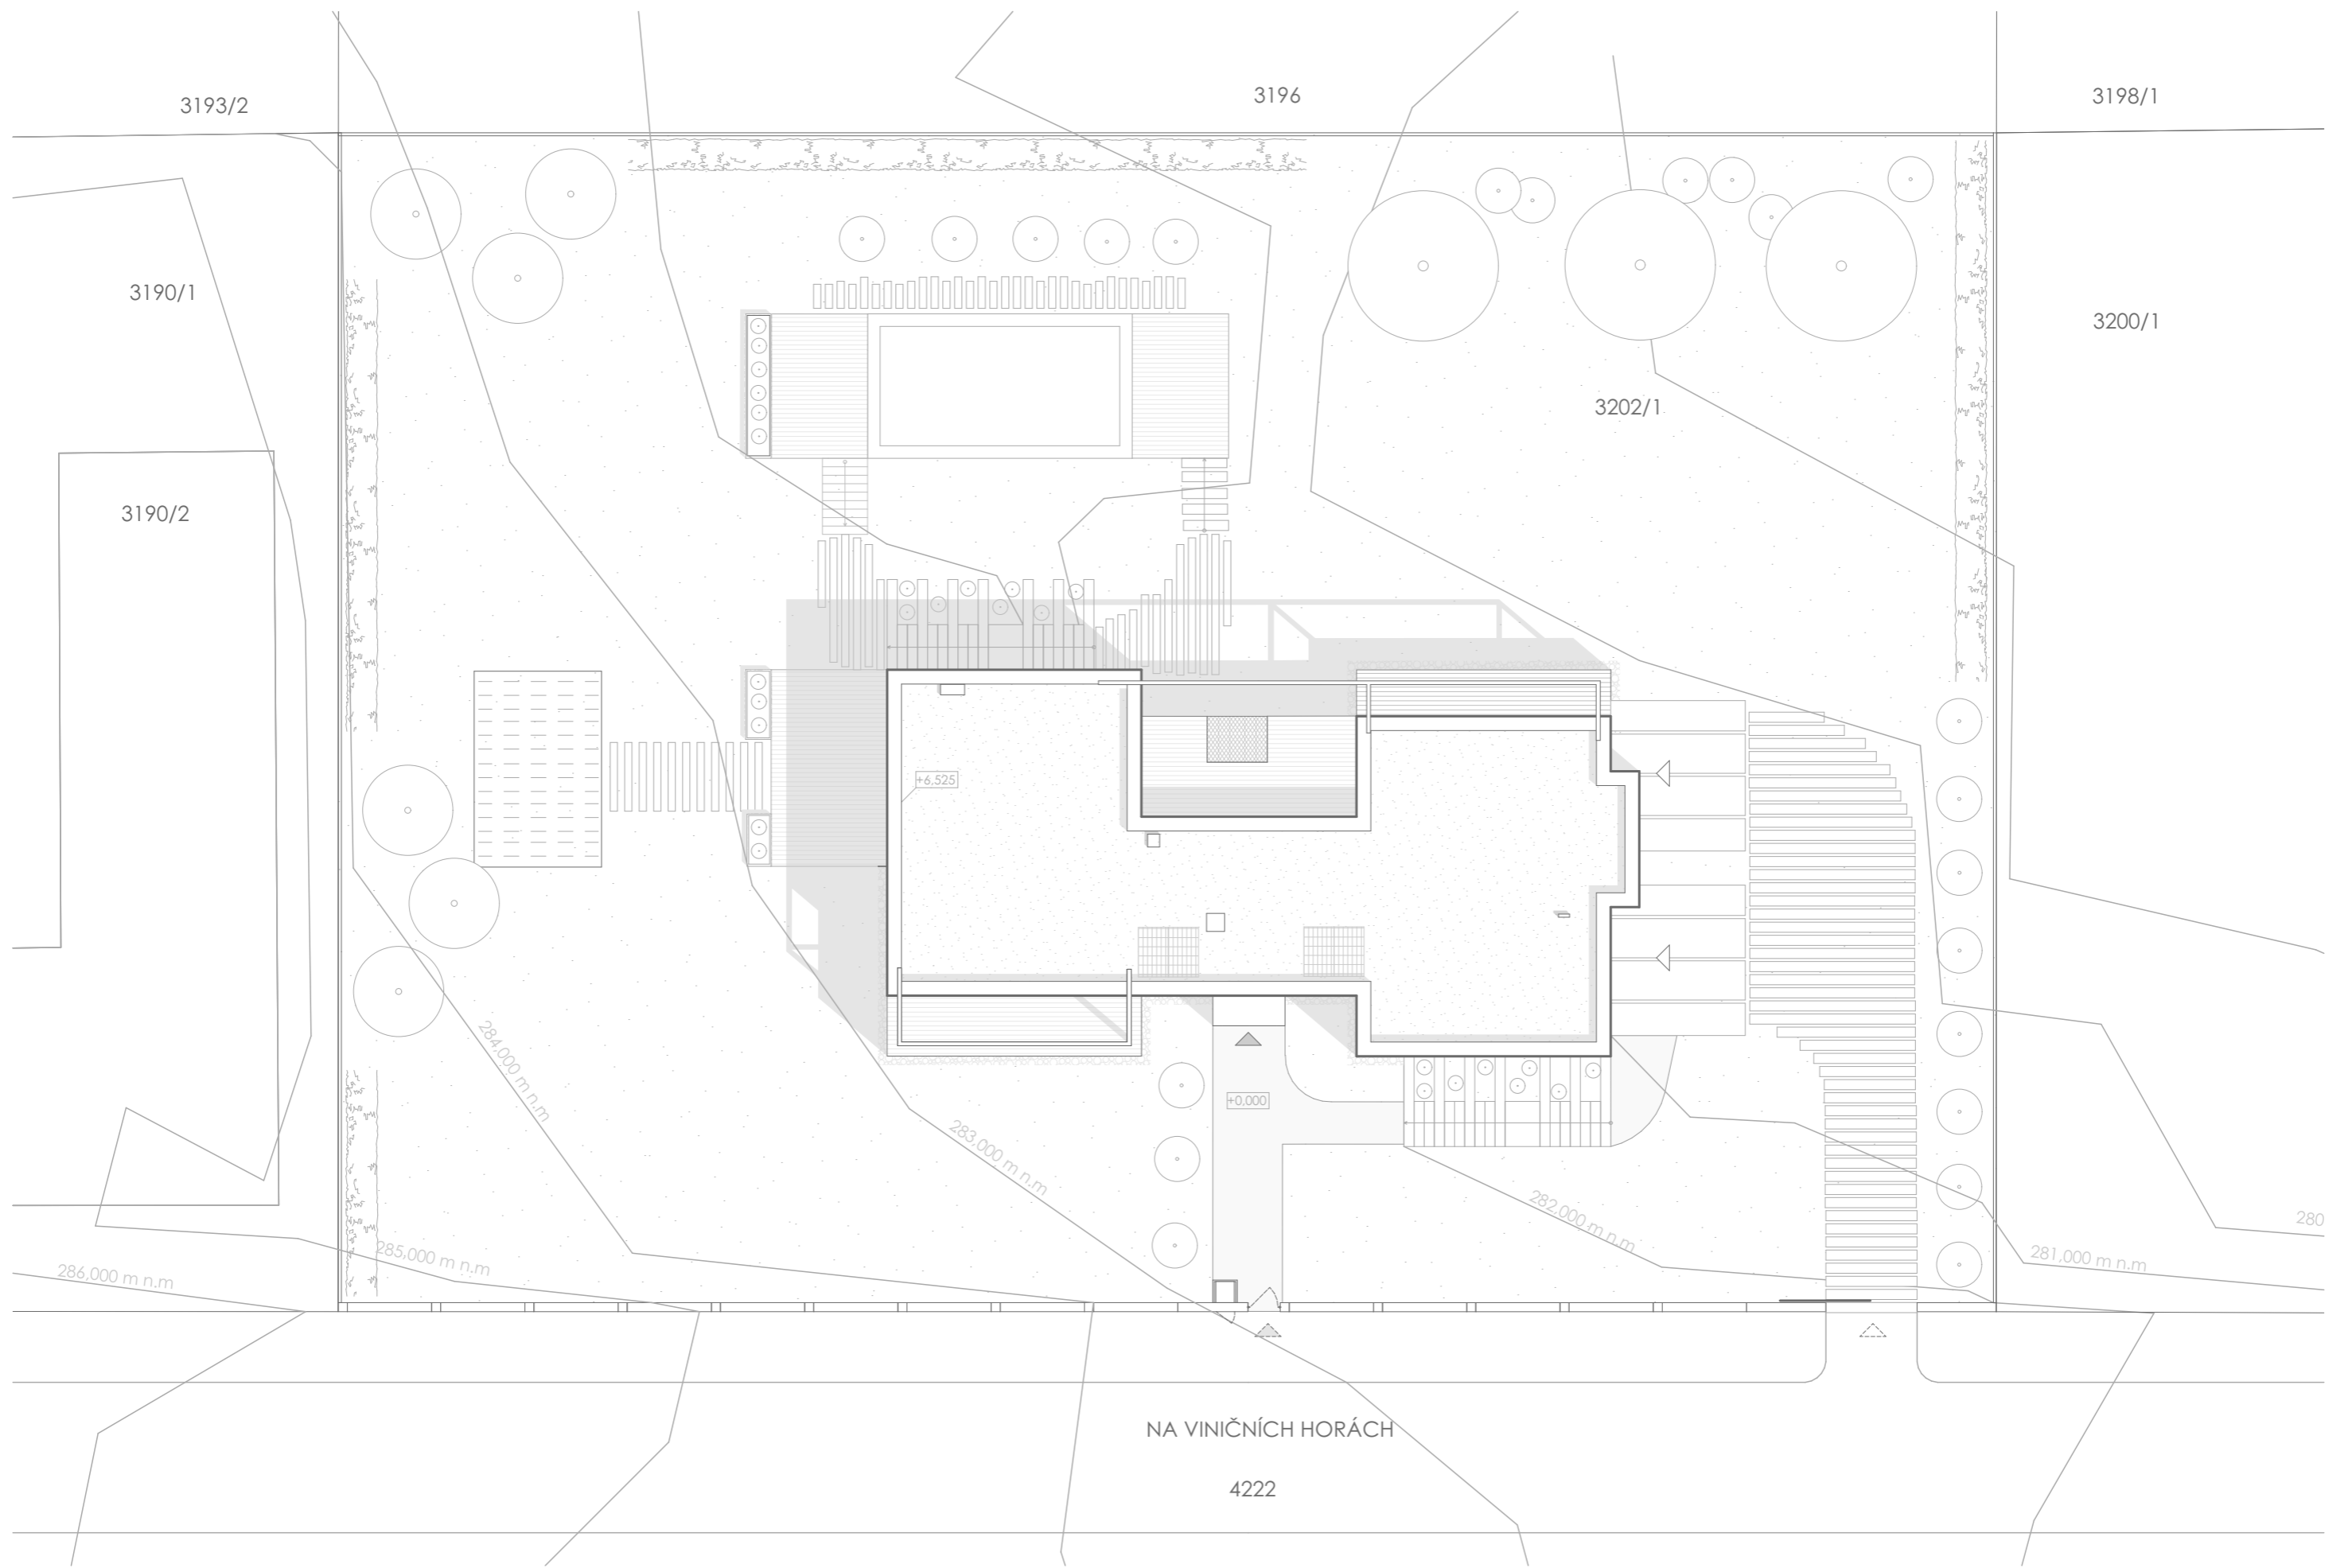 3193/2
3196
3198/1
3190/1
3200/1
3202/1
3190/2
+6,525
284,000 m n.m
+0,000
283,000 m n.m
282,000 m n.m
280
285,000 m n.m
281,000 m n.m
286,000 m n.m
NA VINIČNÍCH HORÁCH
4222